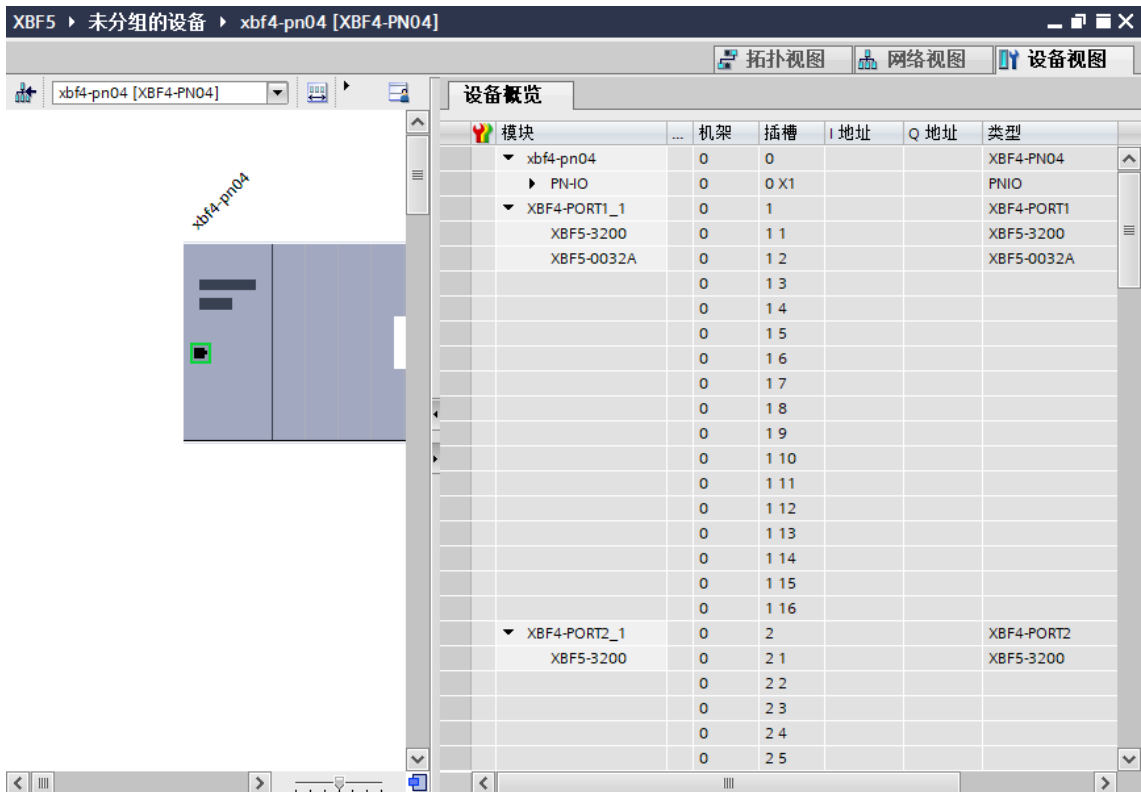 XBF5 ▸ 未分组的设备 ▸ xbf4-pn04 [XBF4-PN04]
拓扑视图 网络视图 设备视图
xbf4-pn04 [XBF4-PN04]
设备概览
xbf4-pn04
模块 ... 机架 插槽 I 地址 Q 地址 类型
xbf4-pn04 0 0 XBF4-PN04
PN-IO 0 0 X1 PNIO
XBF4-PORT1_1 0 1 XBF4-PORT1
XBF5-3200 0 1 1 XBF5-3200
XBF5-0032A 0 1 2 XBF5-0032A
0 1 3
0 1 4
0 1 5
0 1 6
0 1 7
0 1 8
0 1 9
0 1 10
0 1 11
0 1 12
0 1 13
0 1 14
0 1 15
0 1 16
XBF4-PORT2_1 0 2 XBF4-PORT2
XBF5-3200 0 2 1 XBF5-3200
0 2 2
0 2 3
0 2 4
0 2 5